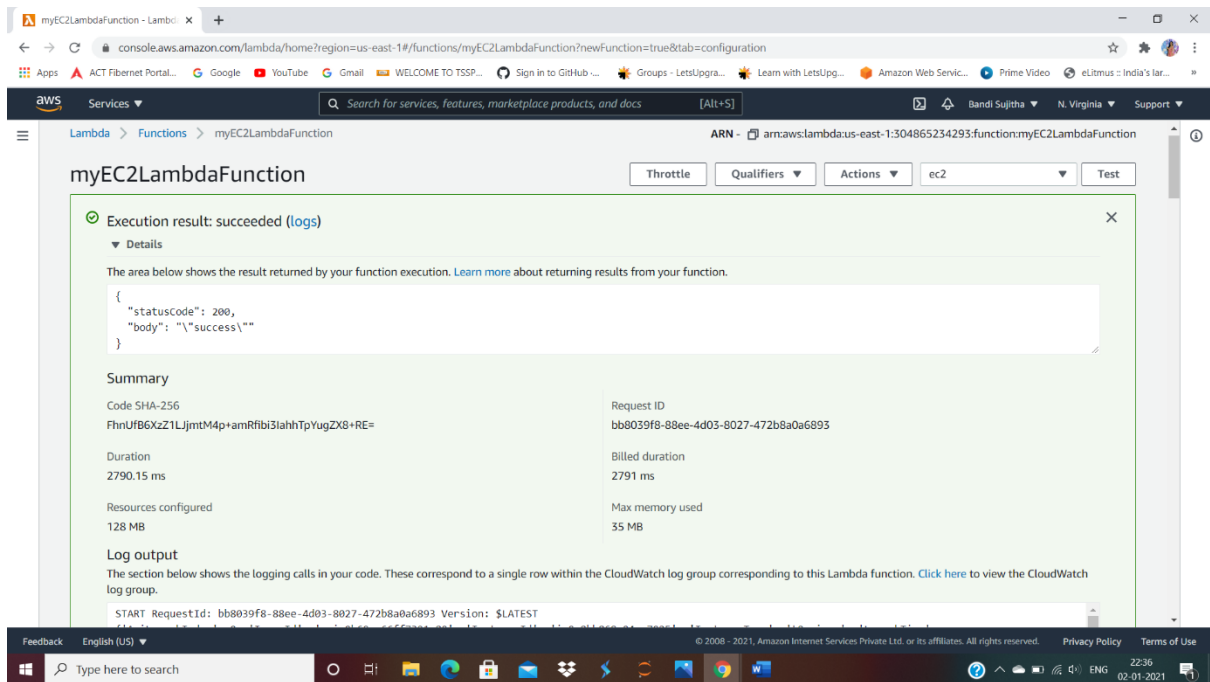 myEC2LambdaFunction - Lambd
console.aws.amazon.com/lambda/home?region=us-east-1#/functions/myEC2LambdaFunction?newFunction=true&tab=configuration
Apps ACT Fibernet Portal... Google YouTube Gmail WELCOME TO TSSP... Sign in to GitHub ·... Groups - LetsUpgra... Learn with LetsUpg... Amazon Web Servic... Prime Video eLitmus :: India's lar... »
aws Services ▼ Search for services, features, marketplace products, and docs [Alt+S] Bandi Sujitha ▼ N. Virginia ▼ Support ▼
Lambda > Functions > myEC2LambdaFunction ARN - arn:aws:lambda:us-east-1:304865234293:function:myEC2LambdaFunction
myEC2LambdaFunction Throttle Qualifiers ▼ Actions ▼ ec2 ▼ Test
Execution result: succeeded (logs)
▼ Details
The area below shows the result returned by your function execution. Learn more about returning results from your function.
{
"statusCode": 200,
"body": "\"success\""
}
Summary
Code SHA-256 Request ID
FhnUfB6XzZ1LJjmtM4p+amRfibi3IahhTpYugZX8+RE= bb8039f8-88ee-4d03-8027-472b8a0a6893
Duration Billed duration
2790.15 ms 2791 ms
Resources configured Max memory used
128 MB 35 MB
Log output
The section below shows the logging calls in your code. These correspond to a single row within the CloudWatch log group corresponding to this Lambda function. Click here to view the CloudWatch
log group.
START RequestId: bb8039f8-88ee-4d03-8027-472b8a0a6893 Version: $LATEST
Feedback English (US) ▼ © 2008 - 2021, Amazon Internet Services Private Ltd. or its affiliates. All rights reserved. Privacy Policy Terms of Use
Type here to search ENG 22:36
02-01-2021